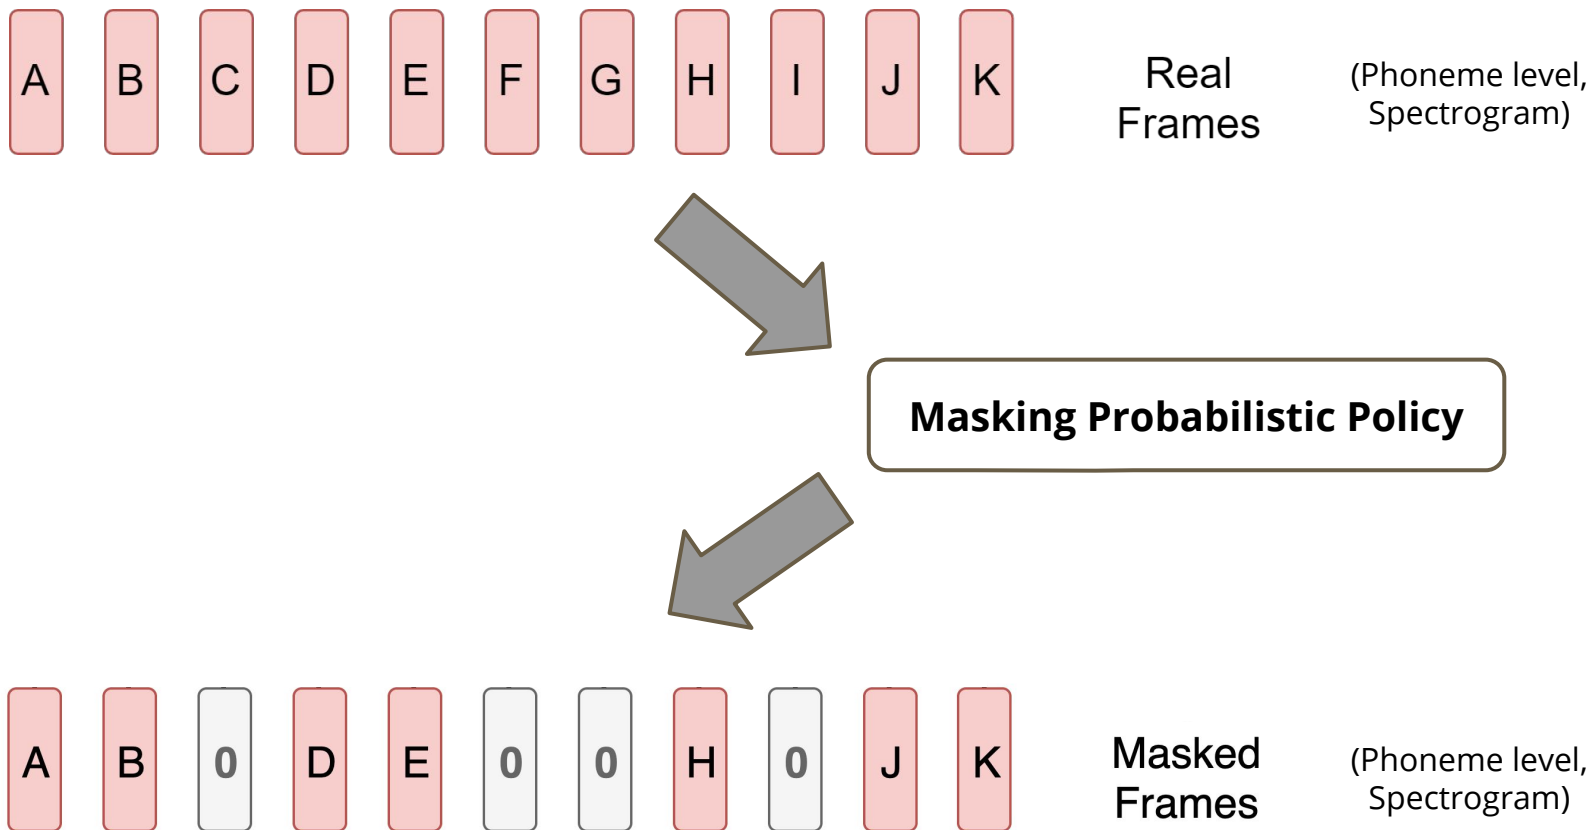 A B C D E F G H I J K
Real
Frames
(Phoneme level,
Spectrogram)
Masking Probabilistic Policy
A B 0 D E 0 0 H 0 J K
Masked
Frames
(Phoneme level,
Spectrogram)